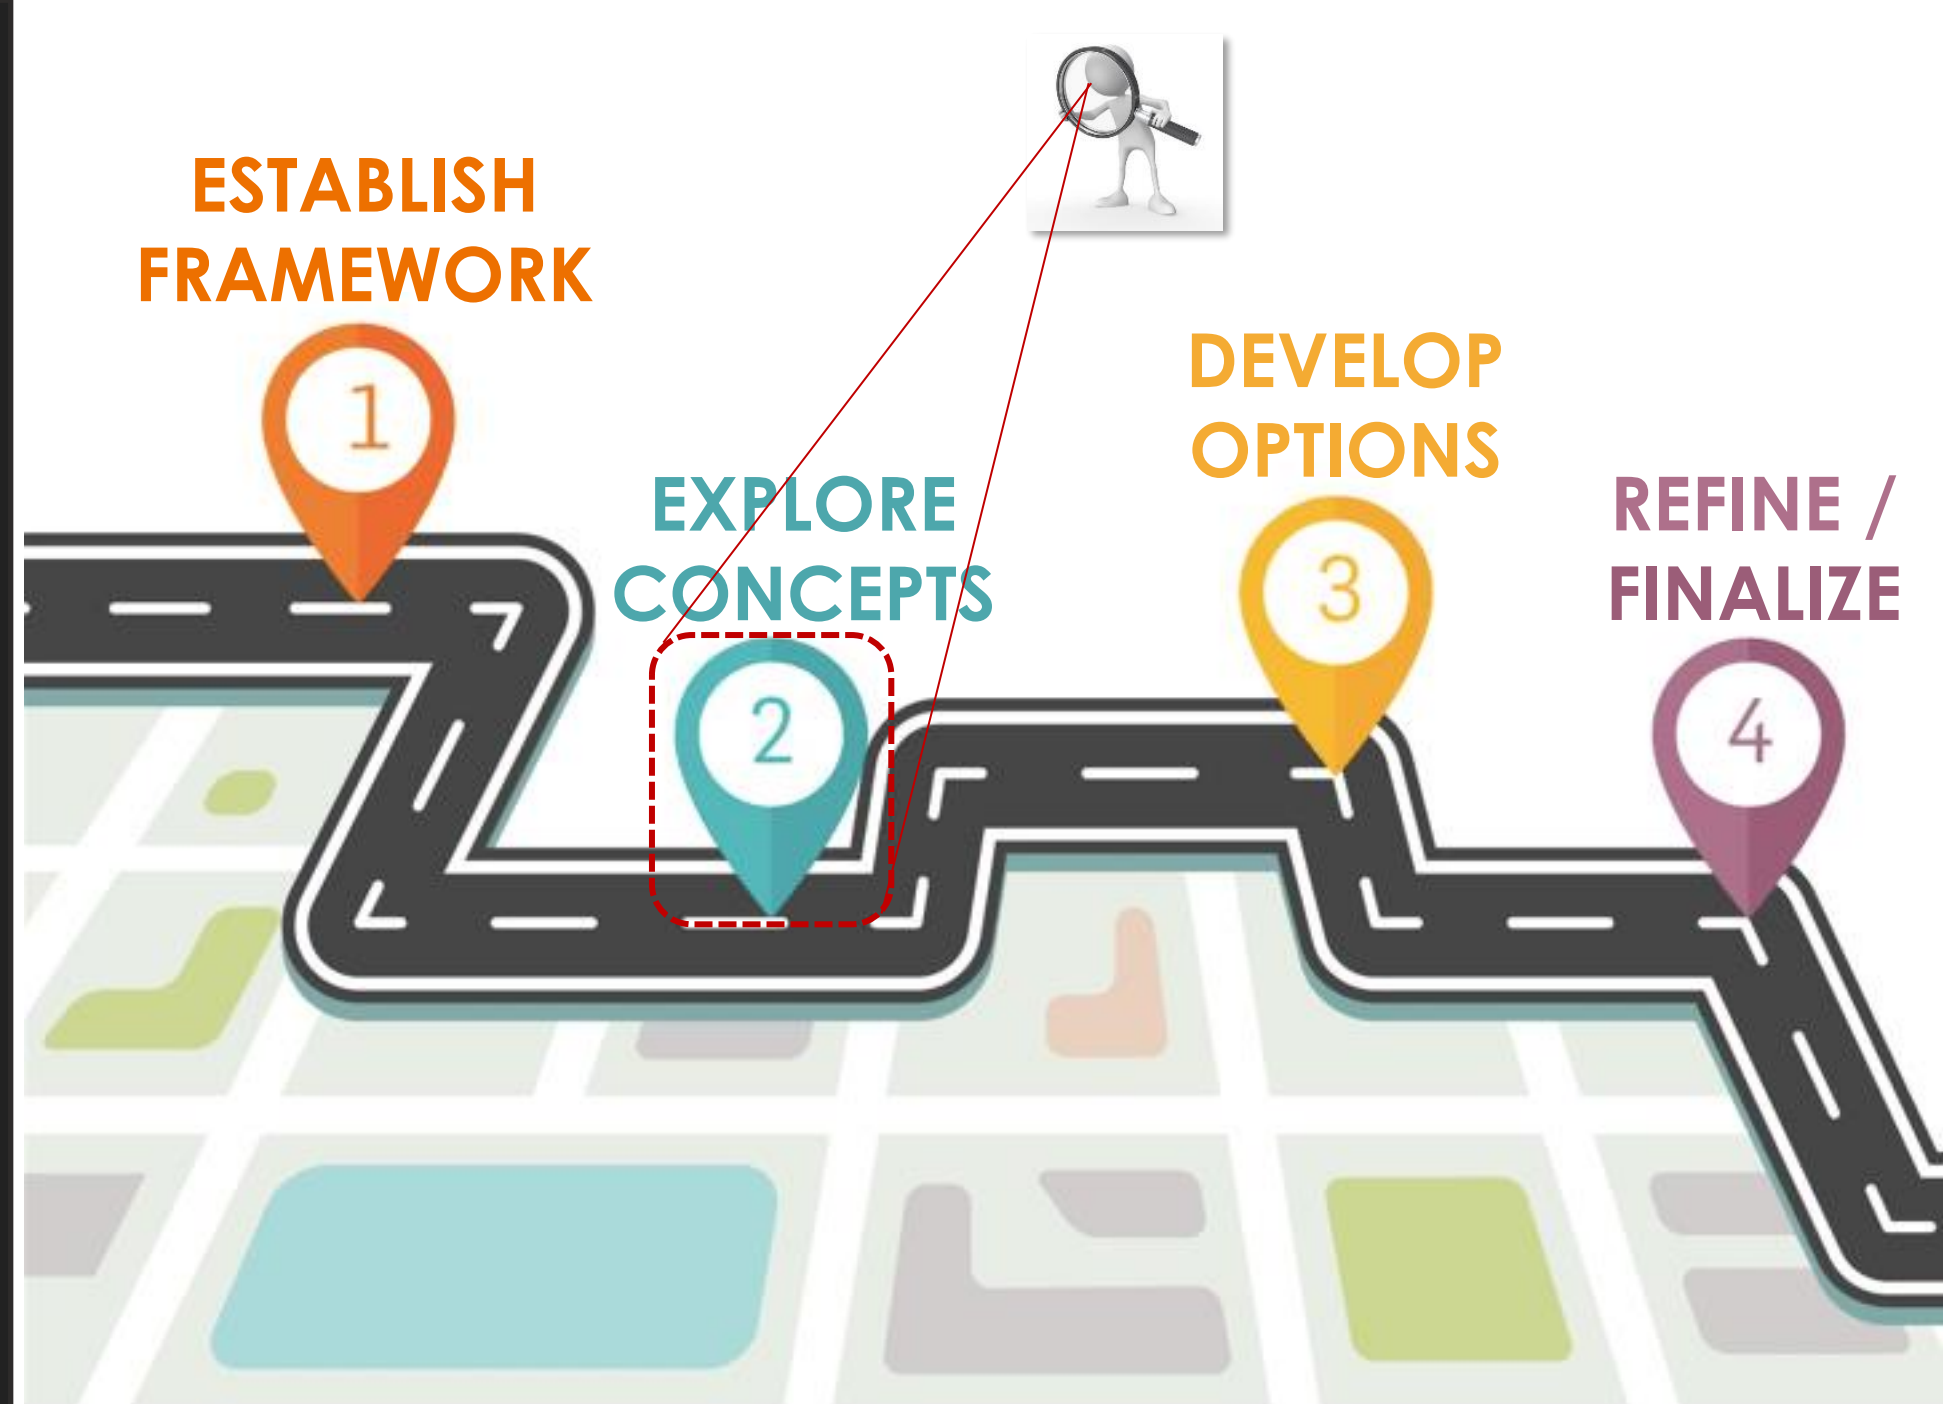 ESTABLISH
FRAMEWORK
1
EXPLORE
CONCEPTS
2
DEVELOP
OPTIONS
3
REFINE /
FINALIZE
4